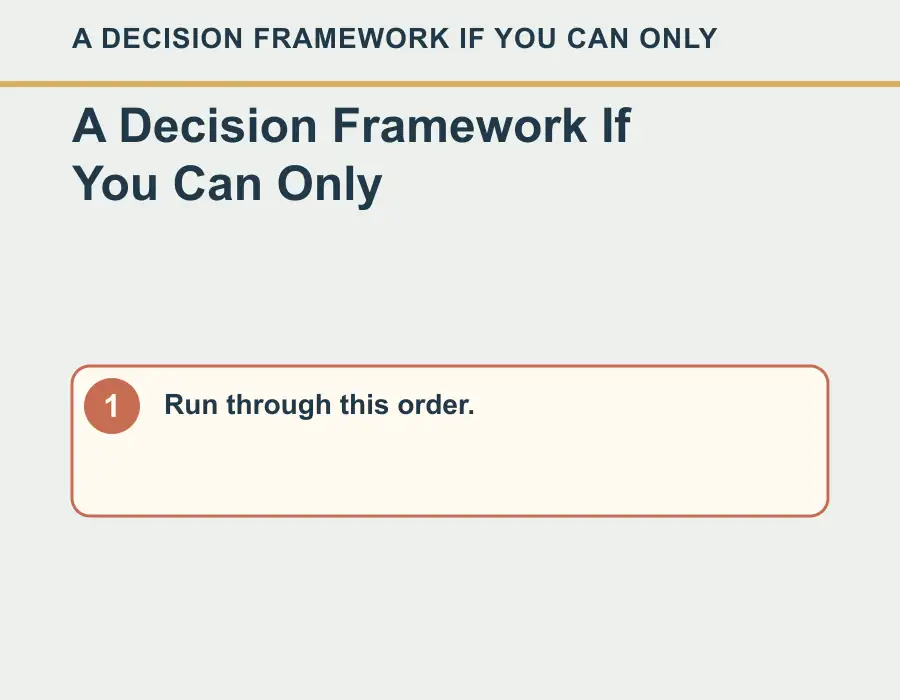 A DECISION FRAMEWORK IF YOU CAN ONLY
A Decision Framework If
You Can Only
1
Run through this order.